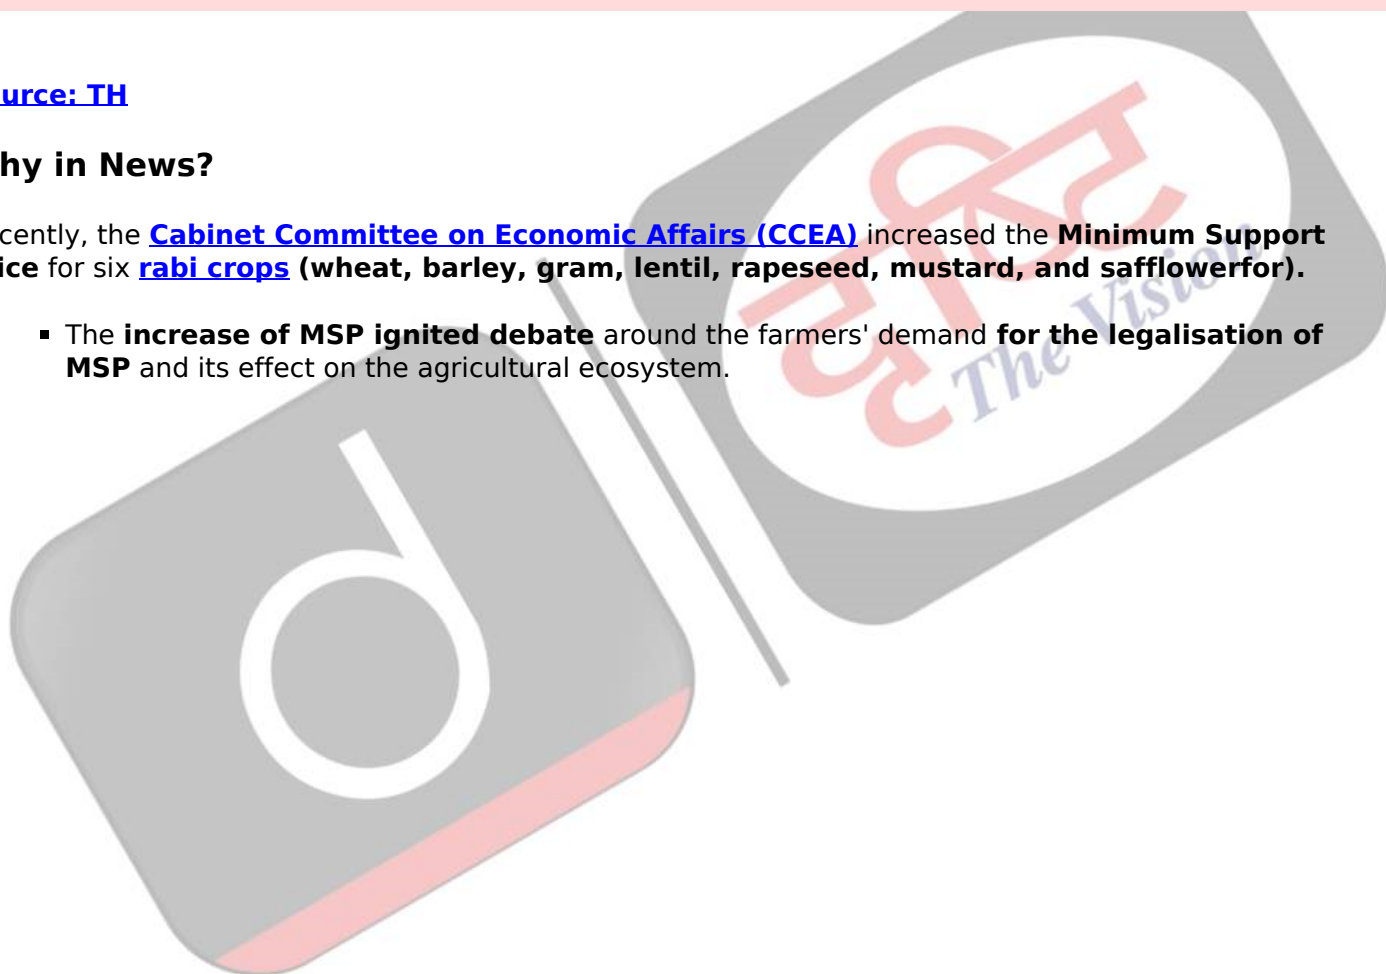 urce: TH
hy in News?
cently, the Cabinet Committee on Economic Affairs (CCEA) increased the Minimum Support
ice for six rabi crops (wheat, barley, gram, lentil, rapeseed, mustard, and safflowerfor).
▪ The increase of MSP ignited debate around the farmers' demand for the legalisation of
MSP and its effect on the agricultural ecosystem.
दृष्टि
The Vision
d